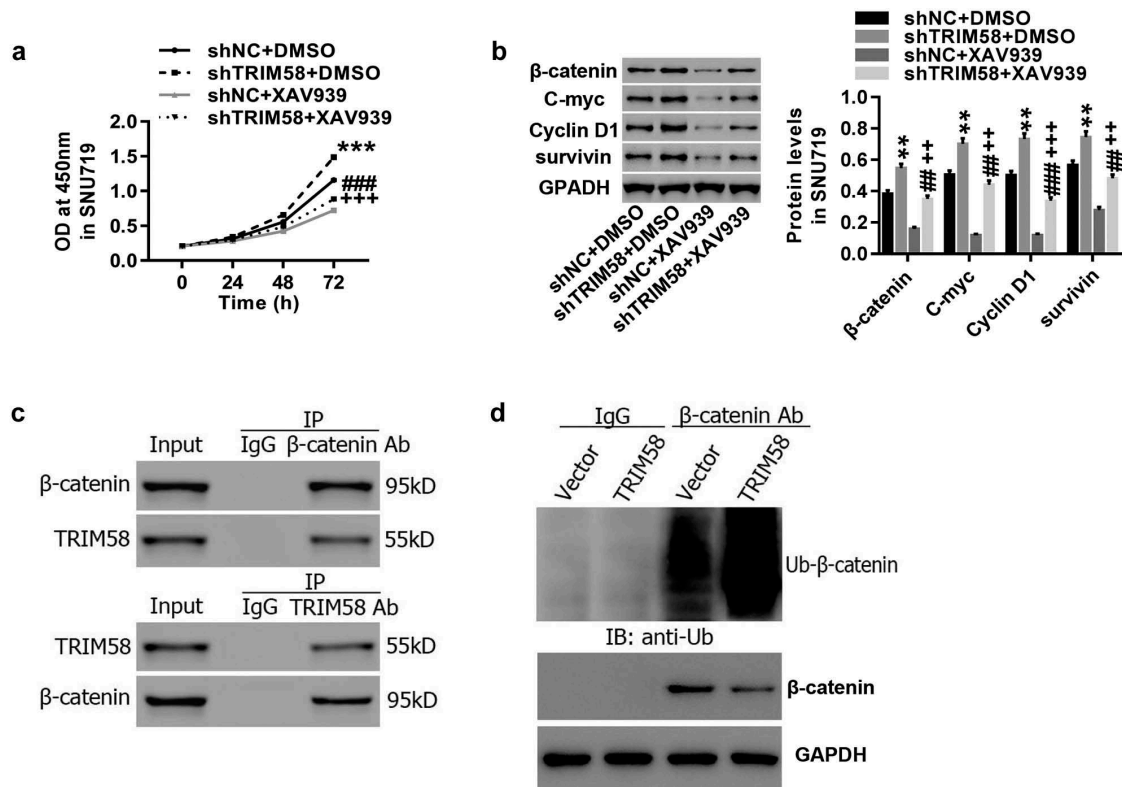 a
shNC+DMSO
shTRIM58+DMSO
shNC+XAV939
shTRIM58+XAV939
OD at 450nm
in SNU719
2.0
1.5
1.0
0.5
0.0
***
###
+++
0 24 48 72
Time (h)
b
β-catenin
C-myc
Cyclin D1
survivin
GPADH
shNC+DMSO
shTRIM58+DMSO
shNC+XAV939
shTRIM58+XAV939
shNC+DMSO
shTRIM58+DMSO
shNC+XAV939
shTRIM58+XAV939
Protein levels
in SNU719
1.0
0.8
0.6
0.4
0.2
0.0
**
##++
**
##++
**
###+++
**
##++
β-catenin
C-myc
Cyclin D1
survivin
c
IP
Input IgG β-catenin Ab
β-catenin 95kD
TRIM58 55kD
IP
Input IgG TRIM58 Ab
TRIM58 55kD
β-catenin 95kD
d
IgG β-catenin Ab
Vector TRIM58 Vector TRIM58
Ub-β-catenin
IB: anti-Ub
β-catenin
GAPDH